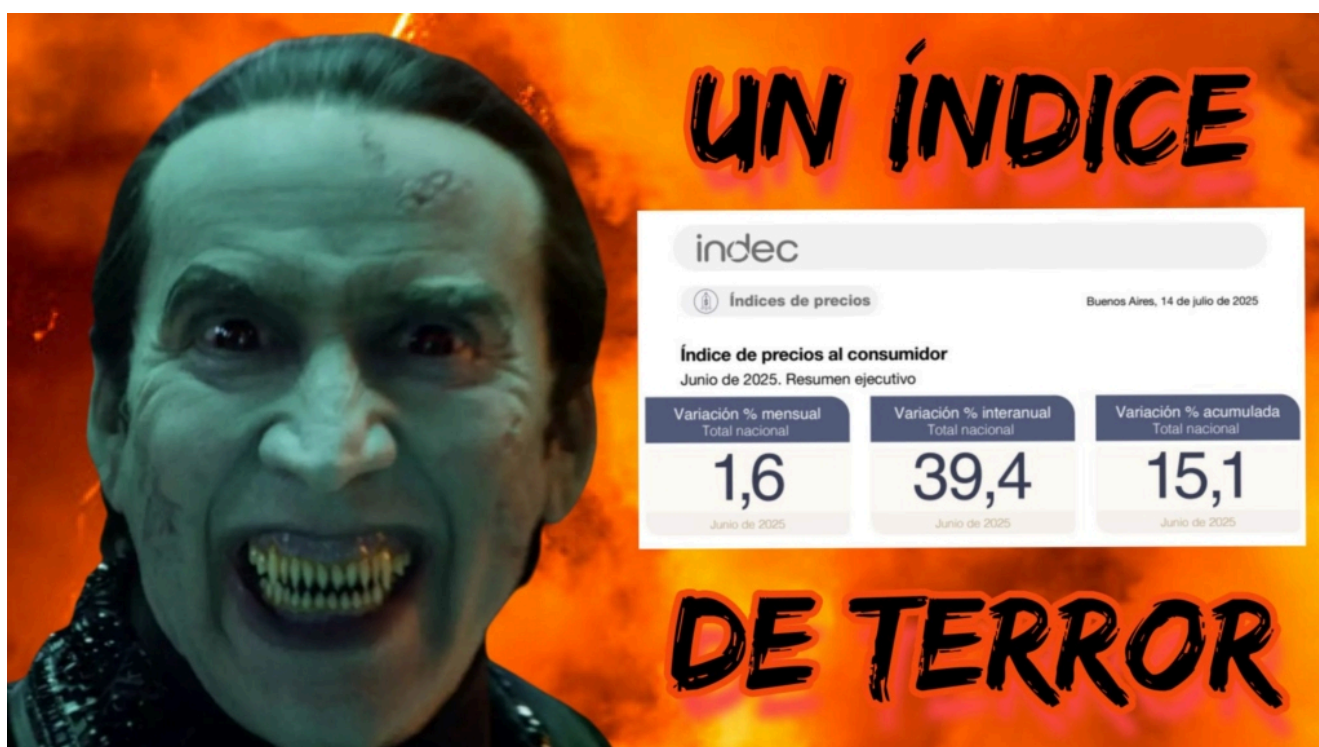 UN ÍNDICE
indec
Índices de precios
Buenos Aires, 14 de julio de 2025
Índice de precios al consumidor
Junio de 2025. Resumen ejecutivo
Variación % mensual
Total nacional
1,6
Junio de 2025
Variación % interanual
Total nacional
39,4
Junio de 2025
Variación % acumulada
Total nacional
15,1
Junio de 2025
DE TERROR